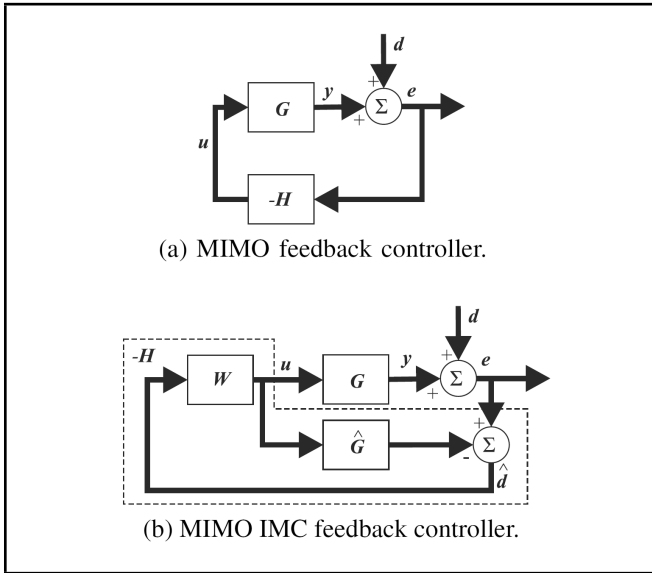 d
+
G
y
Σ
e
+
u
-H
(a) MIMO feedback controller.
d
-H
W
u
G
y
+
Σ
e
+
Ĝ
+
Σ
-
d̂
(b) MIMO IMC feedback controller.